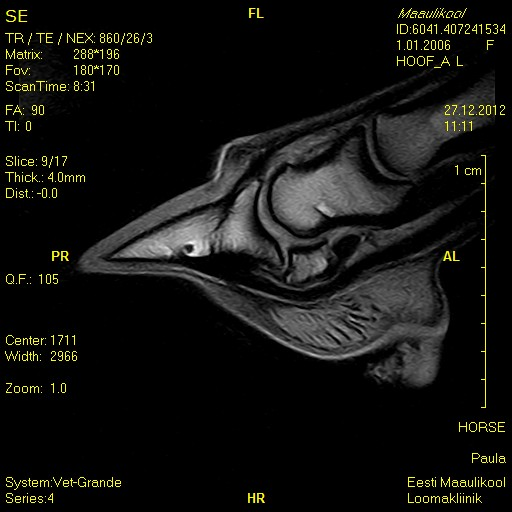 SE
TR / TE / NEX: 860/26/3
Matrix: 288*196
Fov: 180*170
ScanTime: 8:31
FA: 90
TI: 0
Slice: 9/17
Thick.: 4.0mm
Dist.: -0.0
PR
Q.F.: 105
Center: 1711
Width: 2966
Zoom: 1.0
System:Vet-Grande
Series:4
FL
HR
Maaulikool
ID:6041.407241534
1.01.2006 F
HOOF_A L
27.12.2012
11:11
1 cm
AL
HORSE
Paula
Eesti Maaulikool
Loomakliinik